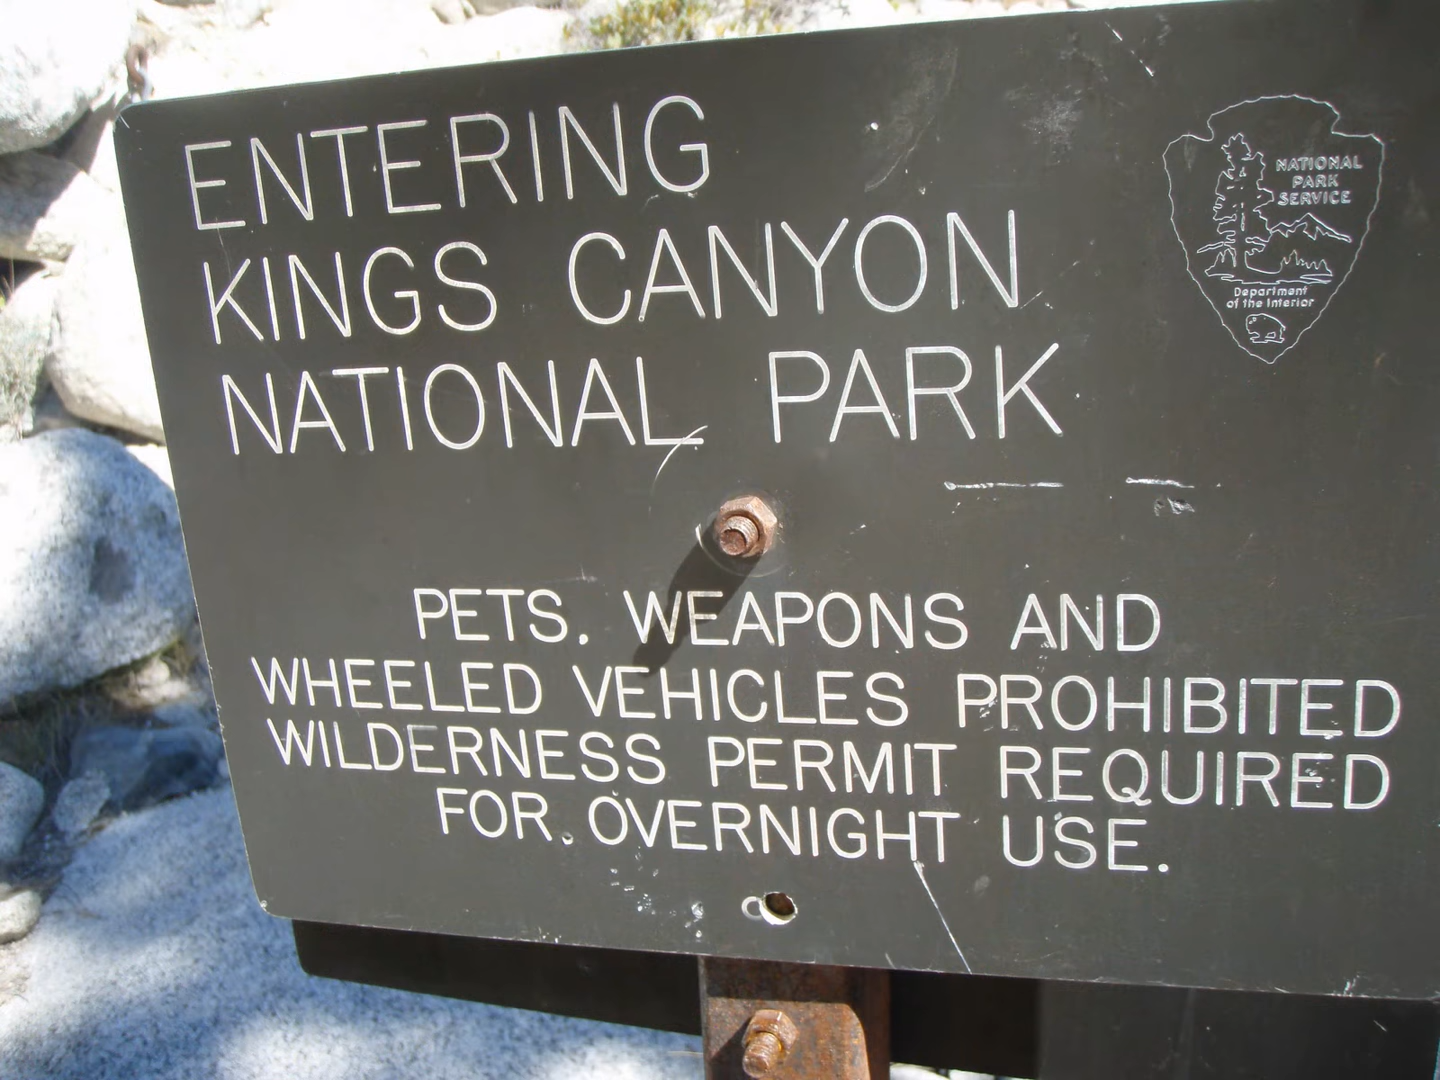 ENTERING
KINGS CANYON
NATIONAL PARK
NATIONAL
PARK
SERVICE
Department
of the Interior
PETS, WEAPONS AND
WHEELED VEHICLES PROHIBITED
WILDERNESS PERMIT REQUIRED
FOR OVERNIGHT USE.